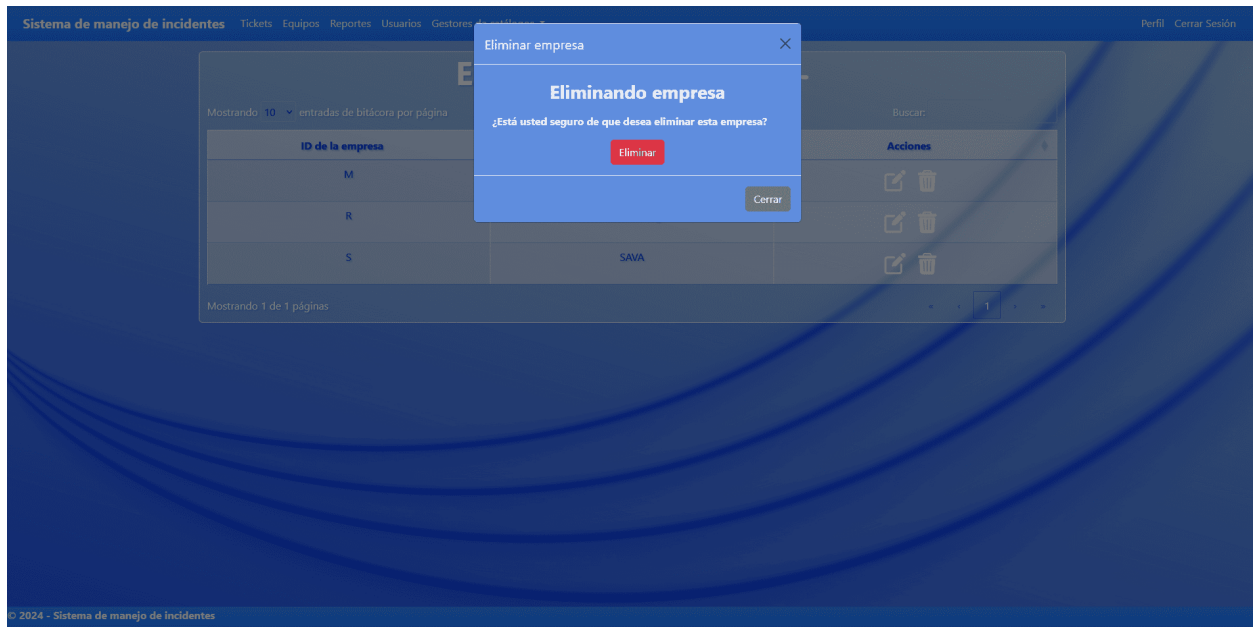 Sistema de manejo de incidentes Tickets Equipos Reportes Usuarios Gestores de catálogos Perfil Cerrar Sesión
Eliminar empresa
Eliminando empresa
¿Está usted seguro de que desea eliminar esta empresa?
Eliminar
Cerrar
E
Mostrando 10 entradas de bitácora por página Buscar:
ID de la empresa Acciones
M
R
S SAVA
Mostrando 1 de 1 páginas « ‹ 1 › »
© 2024 - Sistema de manejo de incidentes